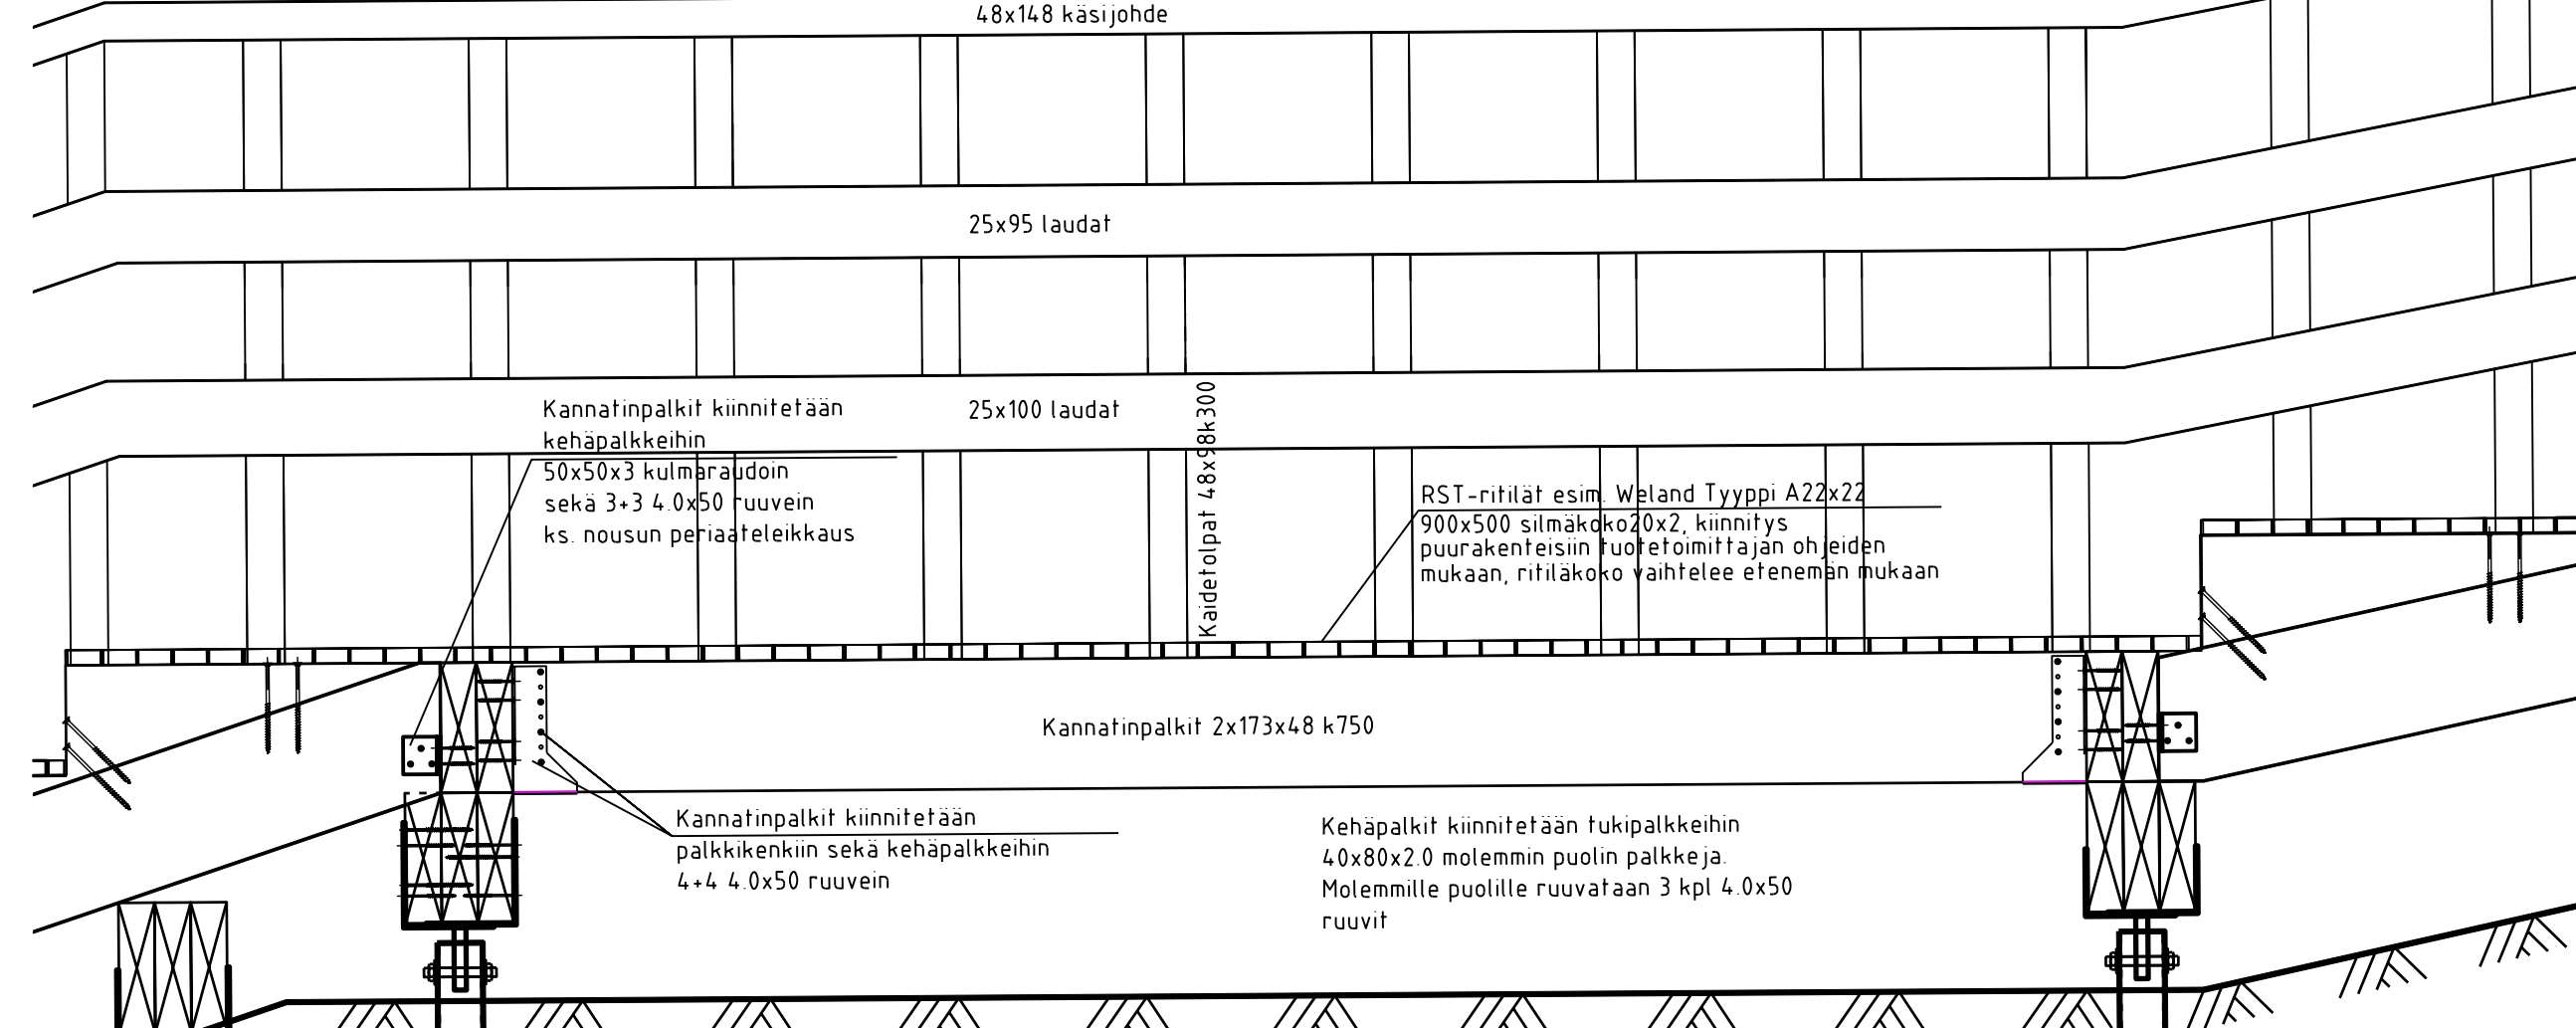 48x148 käsijohde
25x95 laudat
25x100 laudat
Kannatinpalkit kiinnitetään
kehäpalkkeihin
50x50x3 kulmaraudoin
sekä 3+3 4.0x50 ruuvein
ks. nousun periaateleikkaus
Kaidetolpat 48x98k300
RST-ritilät esim. Weland Tyyppi A22x22
900x500 silmäkoko20x2, kiinnitys
puurakenteisiin tuotetoimittajan ohjeiden
mukaan, ritiläkoko vaihtelee etenemän mukaan
Kannatinpalkit 2x173x48 k750
Kannatinpalkit kiinnitetään
palkkikenkiin sekä kehäpalkkeihin
4+4 4.0x50 ruuvein
Kehäpalkit kiinnitetään tukipalkkeihin
40x80x2.0 molemmin puolin palkkeja.
Molemmille puolille ruuvataan 3 kpl 4.0x50
ruuvit